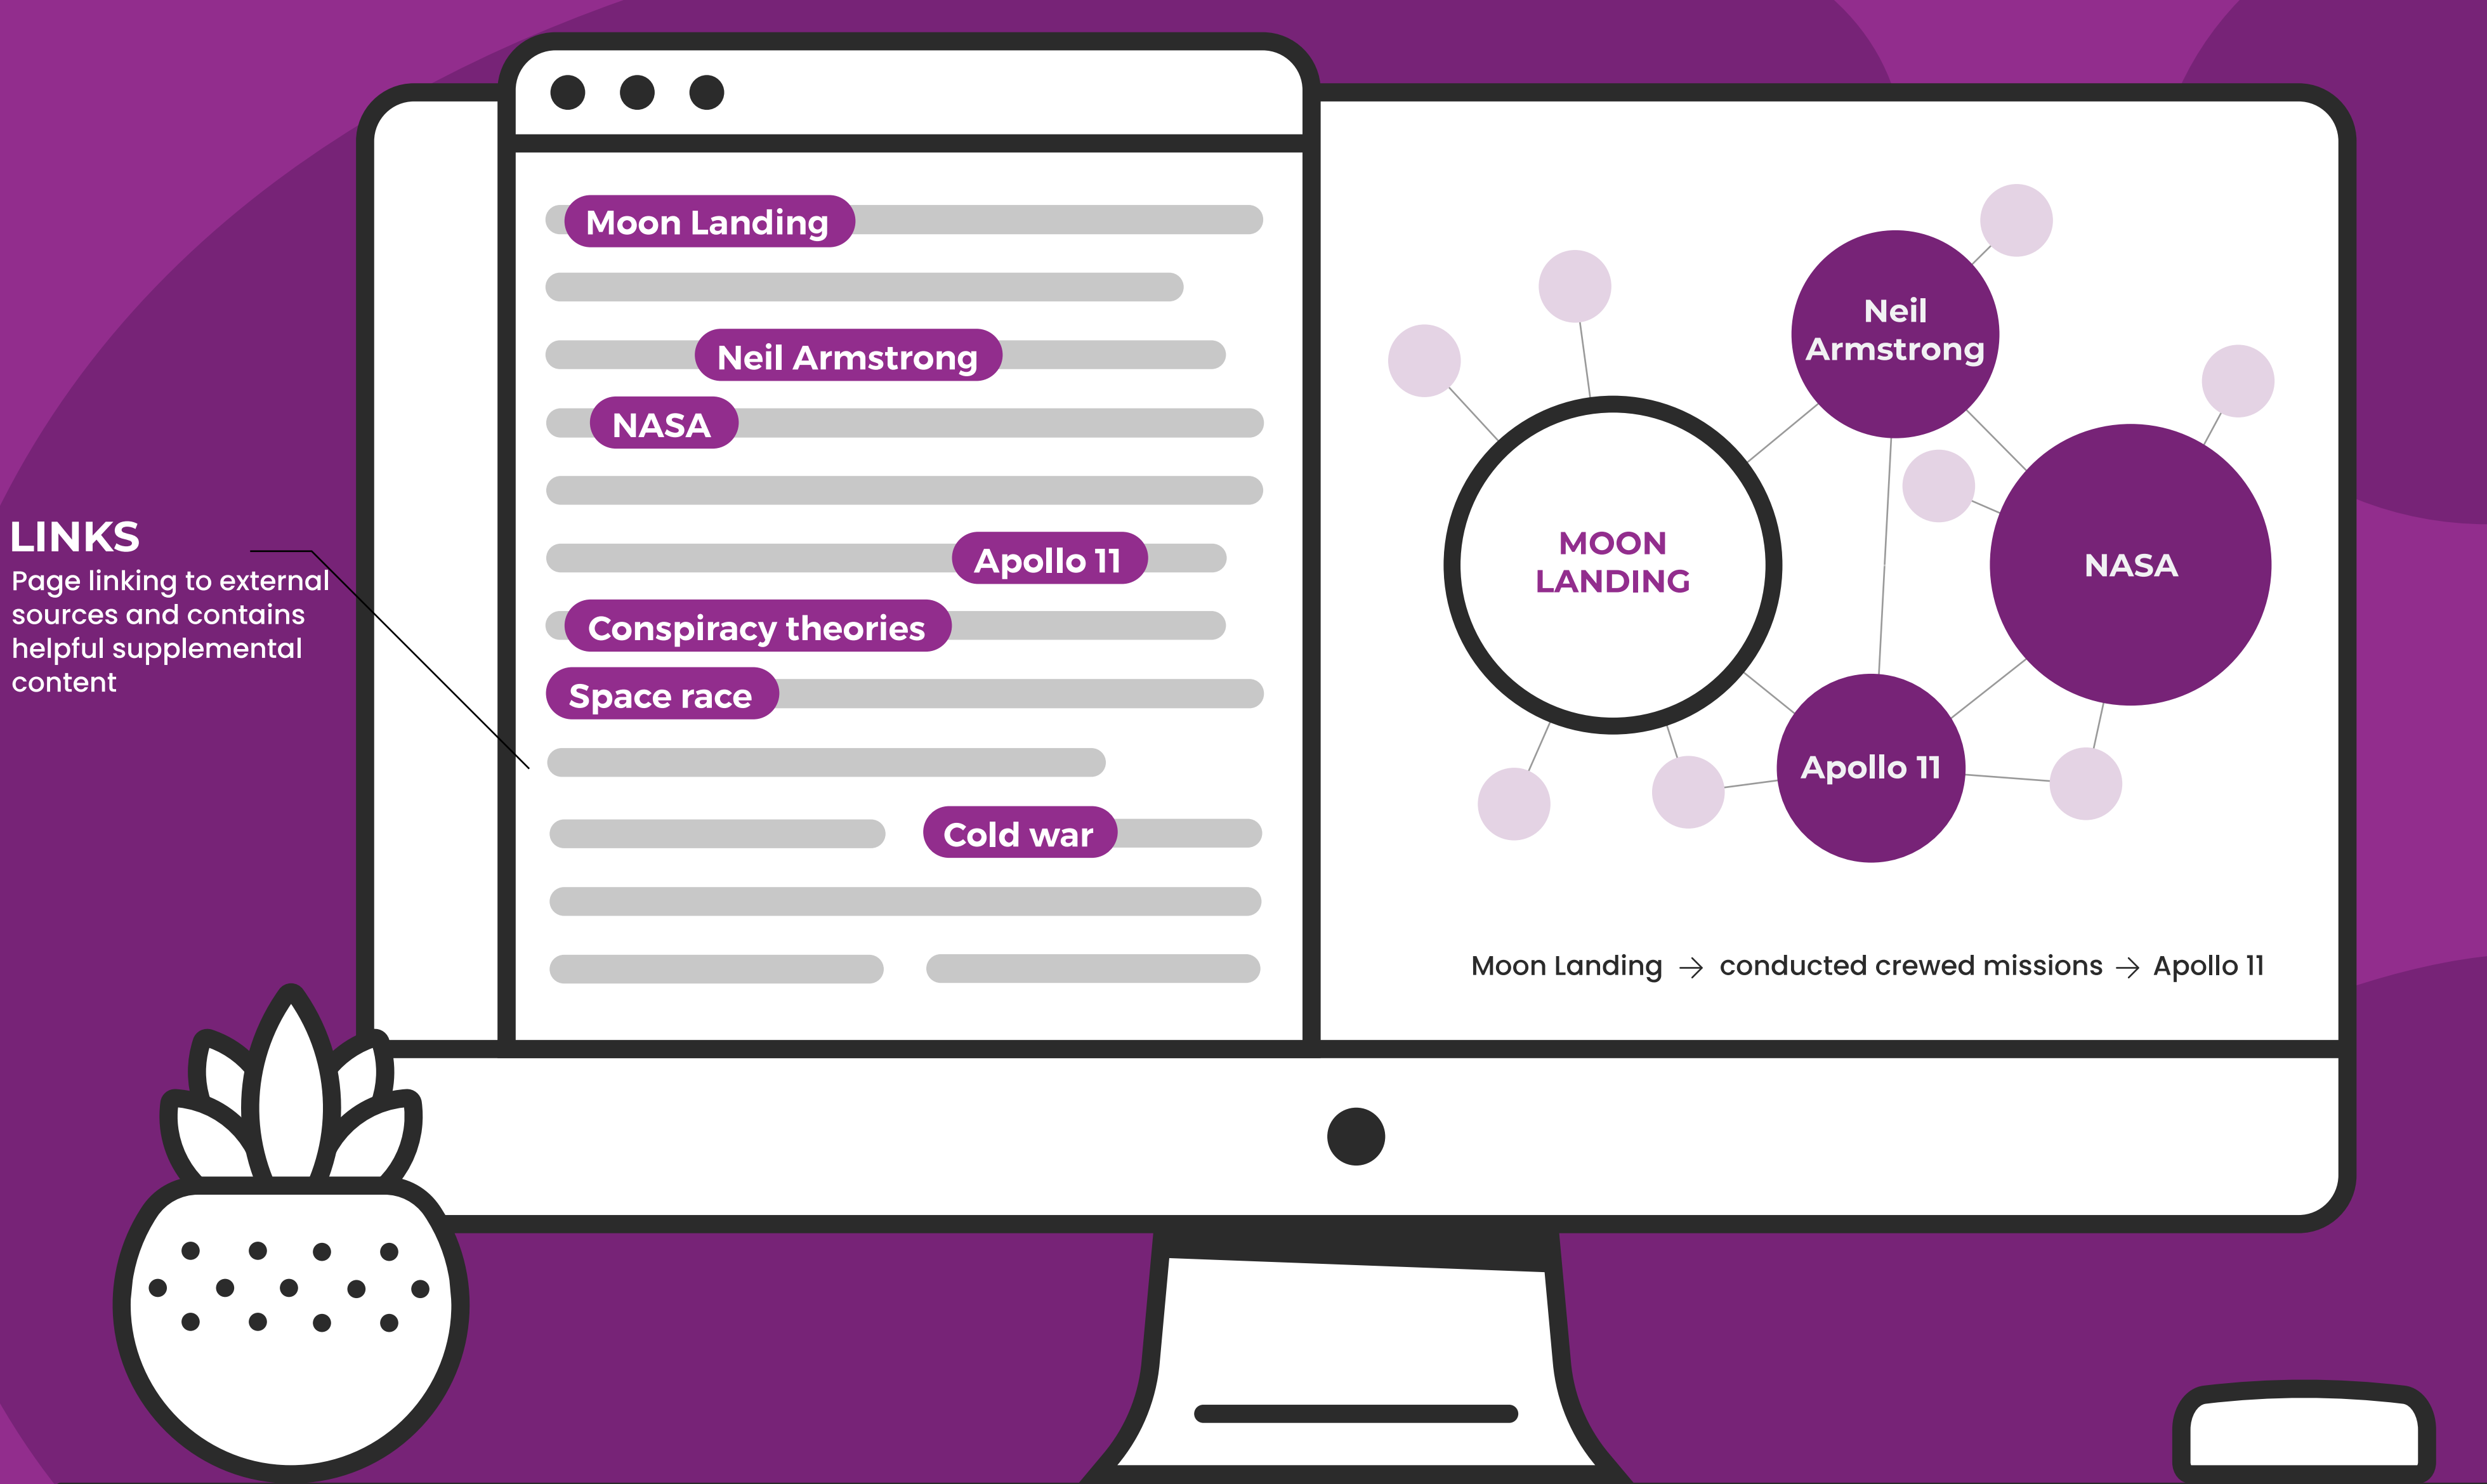 LINKS
Page linking to external
sources and contains
helpful supplemental
content
Moon Landing
Neil Armstrong
NASA
Apollo 11
Conspiracy theories
Space race
Cold war
Neil
Armstrong
MOON
LANDING
NASA
Apollo 11
Moon Landing → conducted crewed missions → Apollo 11